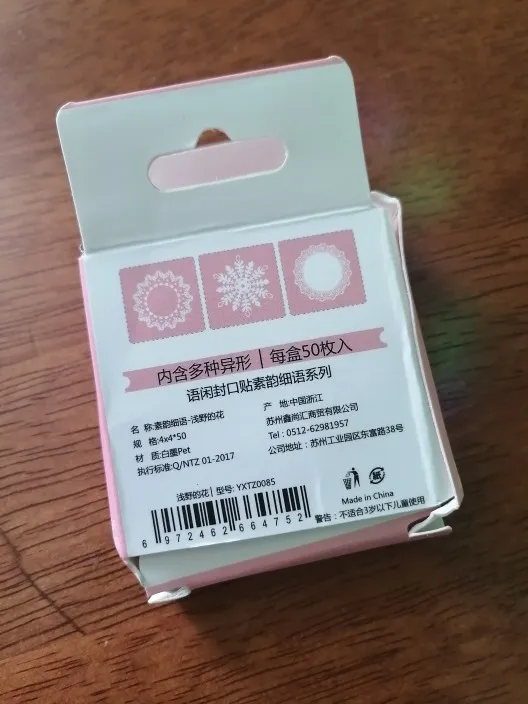 内含多种异形 | 每盒50枚入
语闲封口贴素韵细语系列
名 称:素韵细语-浅野的花
规 格:4x4*50
材 质:白墨Pet
执行标准:Q/NTZ 01-2017
产 地:中国浙江
苏州鑫尚汇商贸有限公司
Tel : 0512-62981957
公司地址: 苏州工业园区东富路38号
浅野的花| 型号: YXTZ0085
6 972462 664752
Made in China
警告: 不适合3岁以下儿童使用